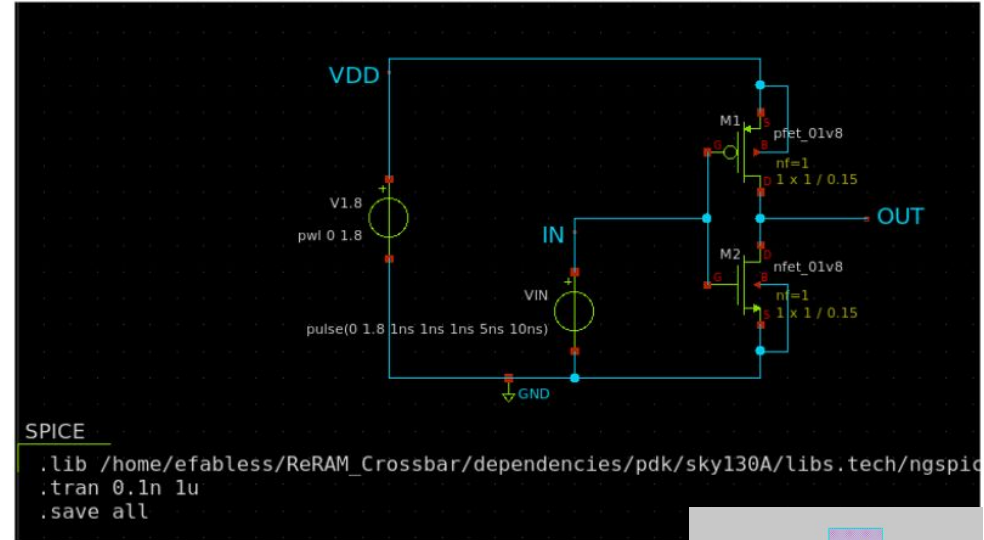 VDD
M1
S
pfet_01v8
G
B
nf=1
D
1 x 1 / 0.15
+
V1.8
pwl 0 1.8
IN
OUT
M2
D
nfet_01v8
G
B
+
VIN
nf=1
S
1 x 1 / 0.15
pulse(0 1.8 1ns 1ns 1ns 5ns 10ns)
GND
SPICE
.lib /home/efabless/ReRAM_Crossbar/dependencies/pdk/sky130A/libs.tech/ngspic
.tran 0.1n 1u
.save all